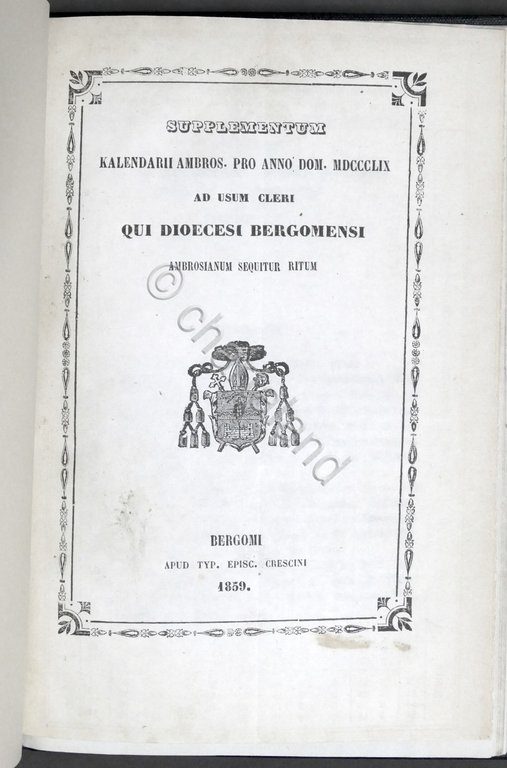 SUPPLEMENTUM
KALENDARII AMBROS. PRO ANNO DOM. MDCCCLIX
AD USUM CLERI
QUI DIOECESI BERGOMENSI
AMBROSIANUM SEQUITUR RITUM
BERGOMI
APUD TYP. EPISC. CRESCINI
1859.